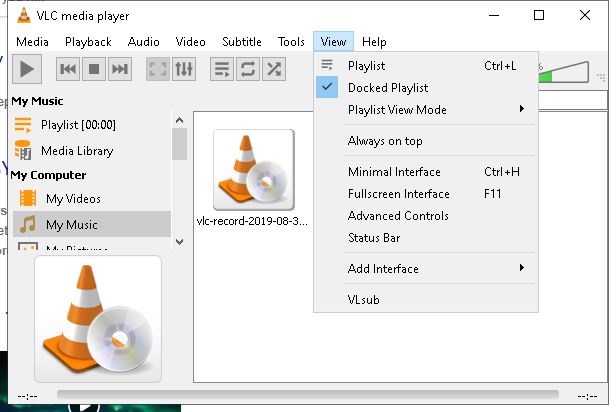 VLC media player
Media Playback Audio Video Subtitle Tools View Help
%
My Music
Playlist [00:00]
Media Library
My Computer
My Videos
My Music
My Pictures
vlc-record-2019-08-3...
Playlist Ctrl+L
Docked Playlist
Playlist View Mode
Always on top
Minimal Interface Ctrl+H
Fullscreen Interface F11
Advanced Controls
Status Bar
Add Interface
VLsub
--:-- --:--